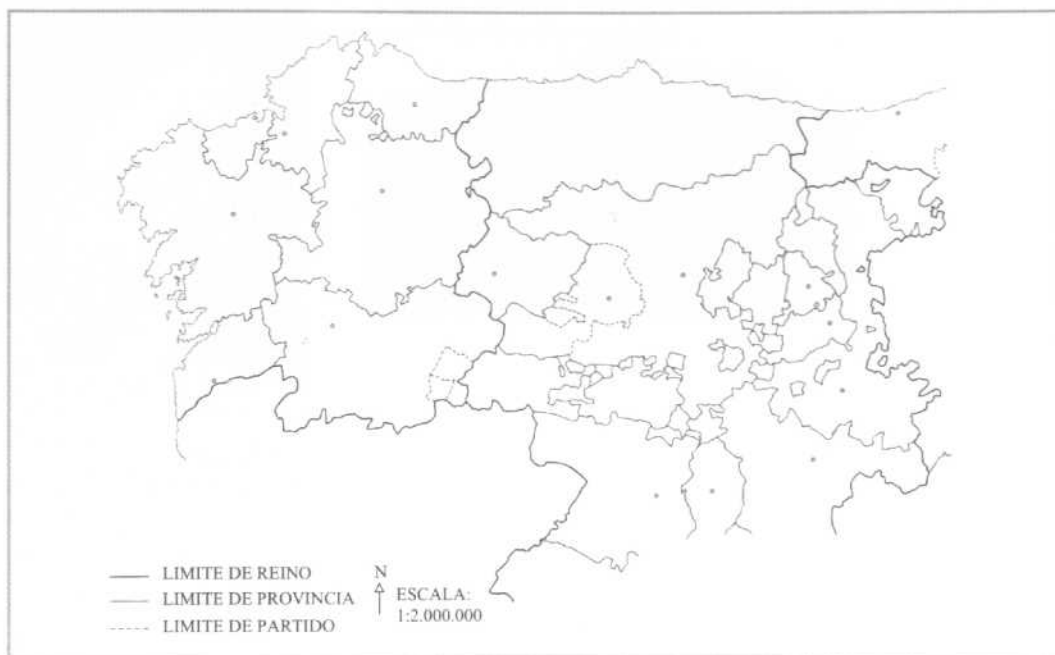 LIMITE DE REINO
LIMITE DE PROVINCIA
LIMITE DE PARTIDO
N
ESCALA:
1:2.000.000